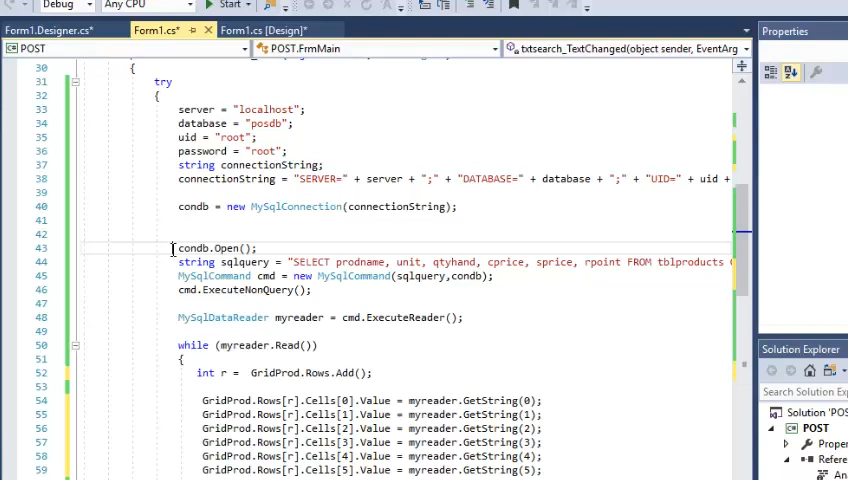 Debug
Any CPU
Start
Form1.Designer.cs*
Form1.cs*
Form1.cs [Design]*
POST
POST.FrmMain
txtsearch_TextChanged(object sender, EventArg
Properties
30 {
31 try
32 {
33 server = "localhost";
34 database = "posdb";
35 uid = "root";
36 password = "root";
37 string connectionString;
38 connectionString = "SERVER=" + server + ";" + "DATABASE=" + database + ";" + "UID=" + uid +
39
40 condb = new MySqlConnection(connectionString);
41
42
43 condb.Open();
44 string sqlquery = "SELECT prodname, unit, qtyhand, cprice, sprice, rpoint FROM tblproducts
45 MySqlCommand cmd = new MySqlCommand(sqlquery,condb);
46 cmd.ExecuteNonQuery();
47
48 MySqlDataReader myreader = cmd.ExecuteReader();
49
50 while (myreader.Read())
51 {
52 int r = GridProd.Rows.Add();
53
54 GridProd.Rows[r].Cells[0].Value = myreader.GetString(0);
55 GridProd.Rows[r].Cells[1].Value = myreader.GetString(1);
56 GridProd.Rows[r].Cells[2].Value = myreader.GetString(2);
57 GridProd.Rows[r].Cells[3].Value = myreader.GetString(3);
58 GridProd.Rows[r].Cells[4].Value = myreader.GetString(4);
59 GridProd.Rows[r].Cells[5].Value = myreader.GetString(5);
Solution Explorer
Search Solution Explorer
Solution 'POS
POST
Proper
Refere
An